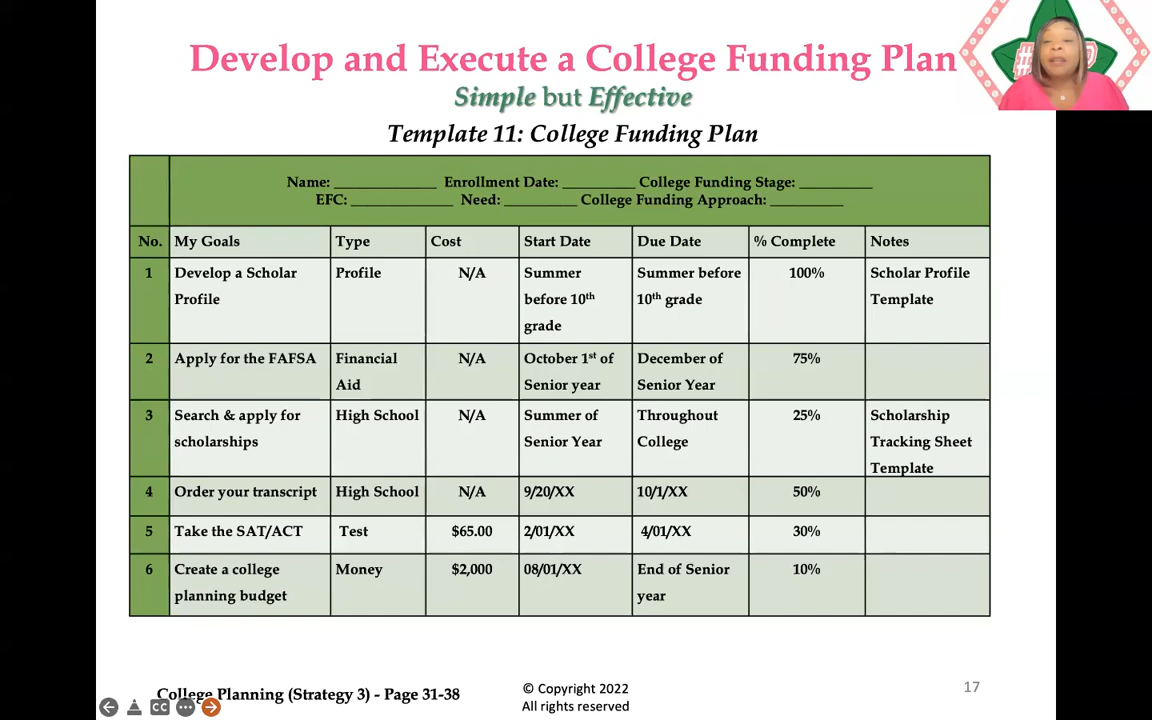 Develop and Execute a College Funding Plan
Simple but Effective
Template 11: College Funding Plan
Name: _____________ Enrollment Date: _________ College Funding Stage: _________
EFC: _____________ Need: _________ College Funding Approach: _________
No. My Goals Type Cost Start Date Due Date % Complete Notes
1 Develop a Scholar Profile N/A Summer Summer before 100% Scholar Profile
Profile before 10th 10th grade Template
grade
2 Apply for the FAFSA Financial N/A October 1st of December of 75%
Aid Senior year Senior Year
3 Search & apply for High School N/A Summer of Throughout 25% Scholarship
scholarships Senior Year College Tracking Sheet
Template
4 Order your transcript High School N/A 9/20/XX 10/1/XX 50%
5 Take the SAT/ACT Test $65.00 2/01/XX 4/01/XX 30%
6 Create a college Money $2,000 08/01/XX End of Senior 10%
planning budget year
College Planning (Strategy 3) - Page 31-38
© Copyright 2022
All rights reserved
17
CC